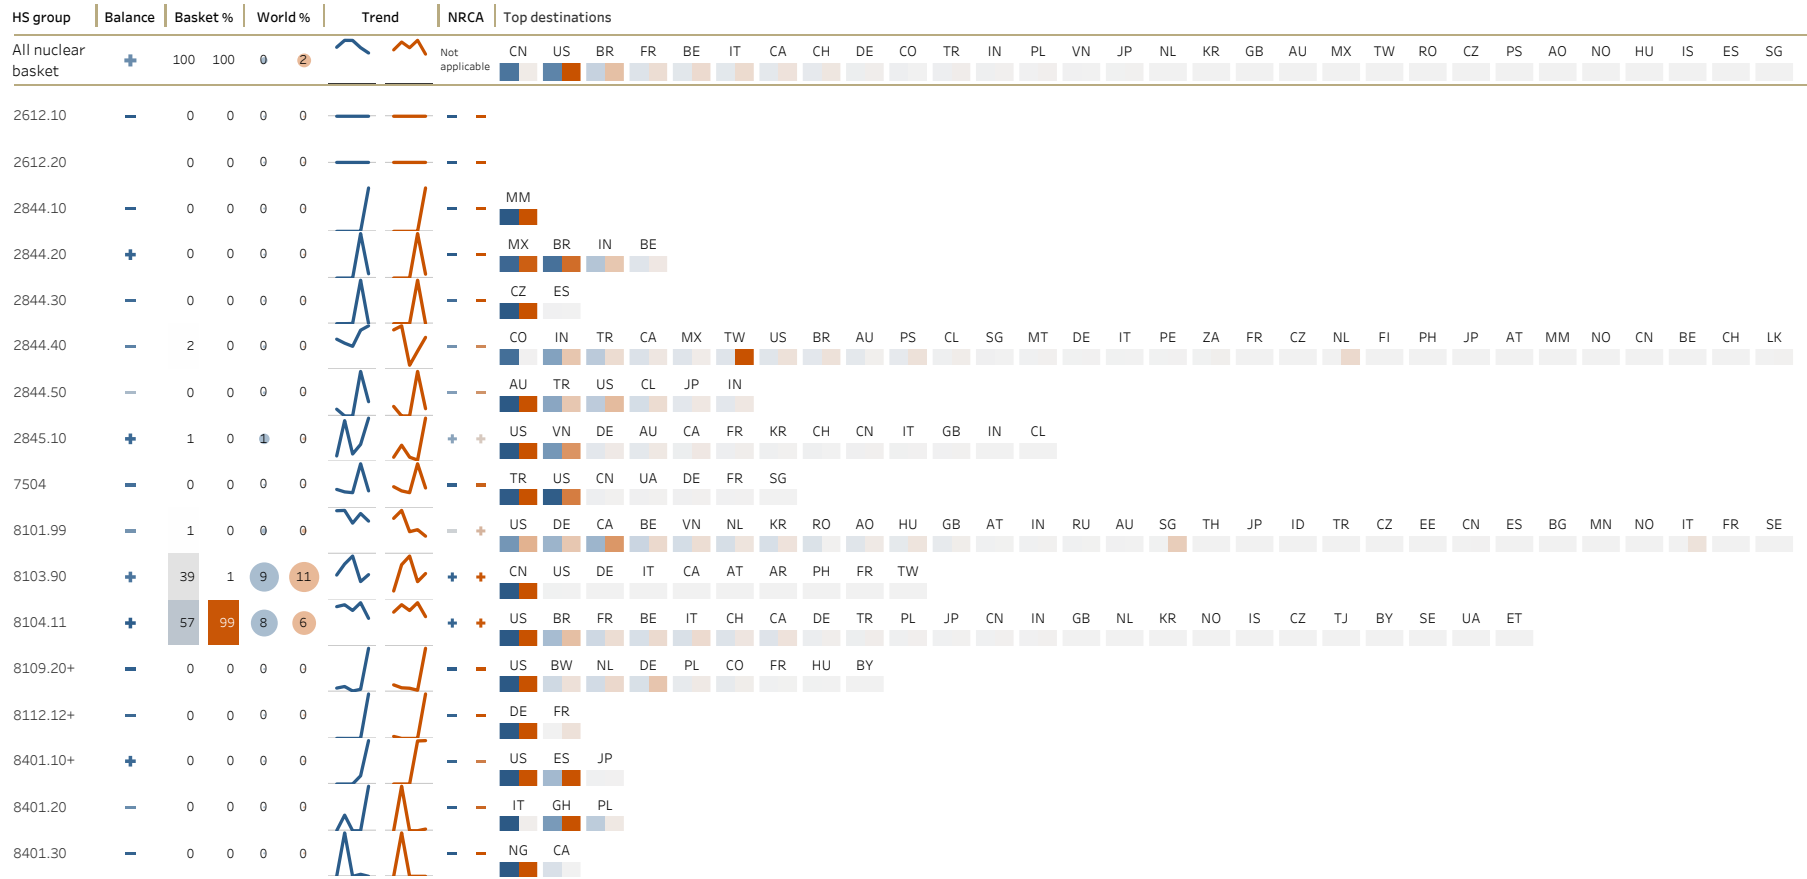 HS group Balance Basket % World % Trend NRCA Top destinations
All nuclear basket 100 100 0 2 Not applicable CN US BR FR BE IT CA CH DE CO TR IN PL VN JP NL KR GB AU MX TW RO CZ PS AO NO HU IS ES SG
2612.10 0 0 0 0
2612.20 0 0 0 0
2844.10 0 0 0 0 MM
2844.20 0 0 0 0 MX BR IN BE
2844.30 0 0 0 0 CZ ES
2844.40 2 0 0 0 CO IN TR CA MX TW US BR AU PS CL SG MT DE IT PE ZA FR CZ NL FI PH JP AT MM NO CN BE CH LK
2844.50 0 0 0 0 AU TR US CL JP IN
2845.10 1 0 1 0 US VN DE AU CA FR KR CH CN IT GB IN CL
7504 0 0 0 0 TR US CN UA DE FR SG
8101.99 1 0 0 0 US DE CA BE VN NL KR RO AO HU GB AT IN RU AU SG TH JP ID TR CZ EE CN ES BG MN NO IT FR SE
8103.90 39 1 9 11 CN US DE IT CA AT AR PH FR TW
8104.11 57 99 8 6 US BR FR BE IT CH CA DE TR PL JP CN IN GB NL KR NO IS CZ TJ BY SE UA ET
8109.20+ 0 0 0 0 US BW NL DE PL CO FR HU BY
8112.12+ 0 0 0 0 DE FR
8401.10+ 0 0 0 0 US ES JP
8401.20 0 0 0 0 IT GH PL
8401.30 0 0 0 0 NG CA